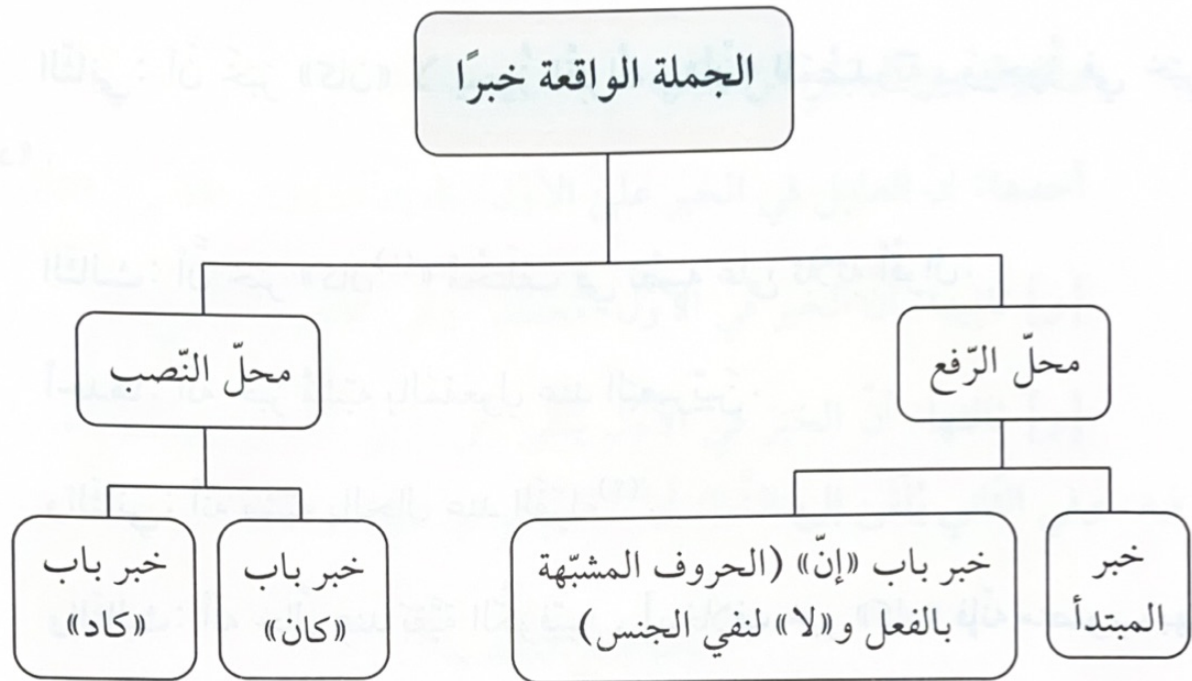 الجملة الواقعة خبرًا
محلّ الرّفع
محلّ النّصب
خبر
المبتدأ
خبر باب «إنّ» (الحروف المشبّهة
بالفعل و«لا» لنفي الجنس)
خبر باب
«كان»
خبر باب
«كاد»